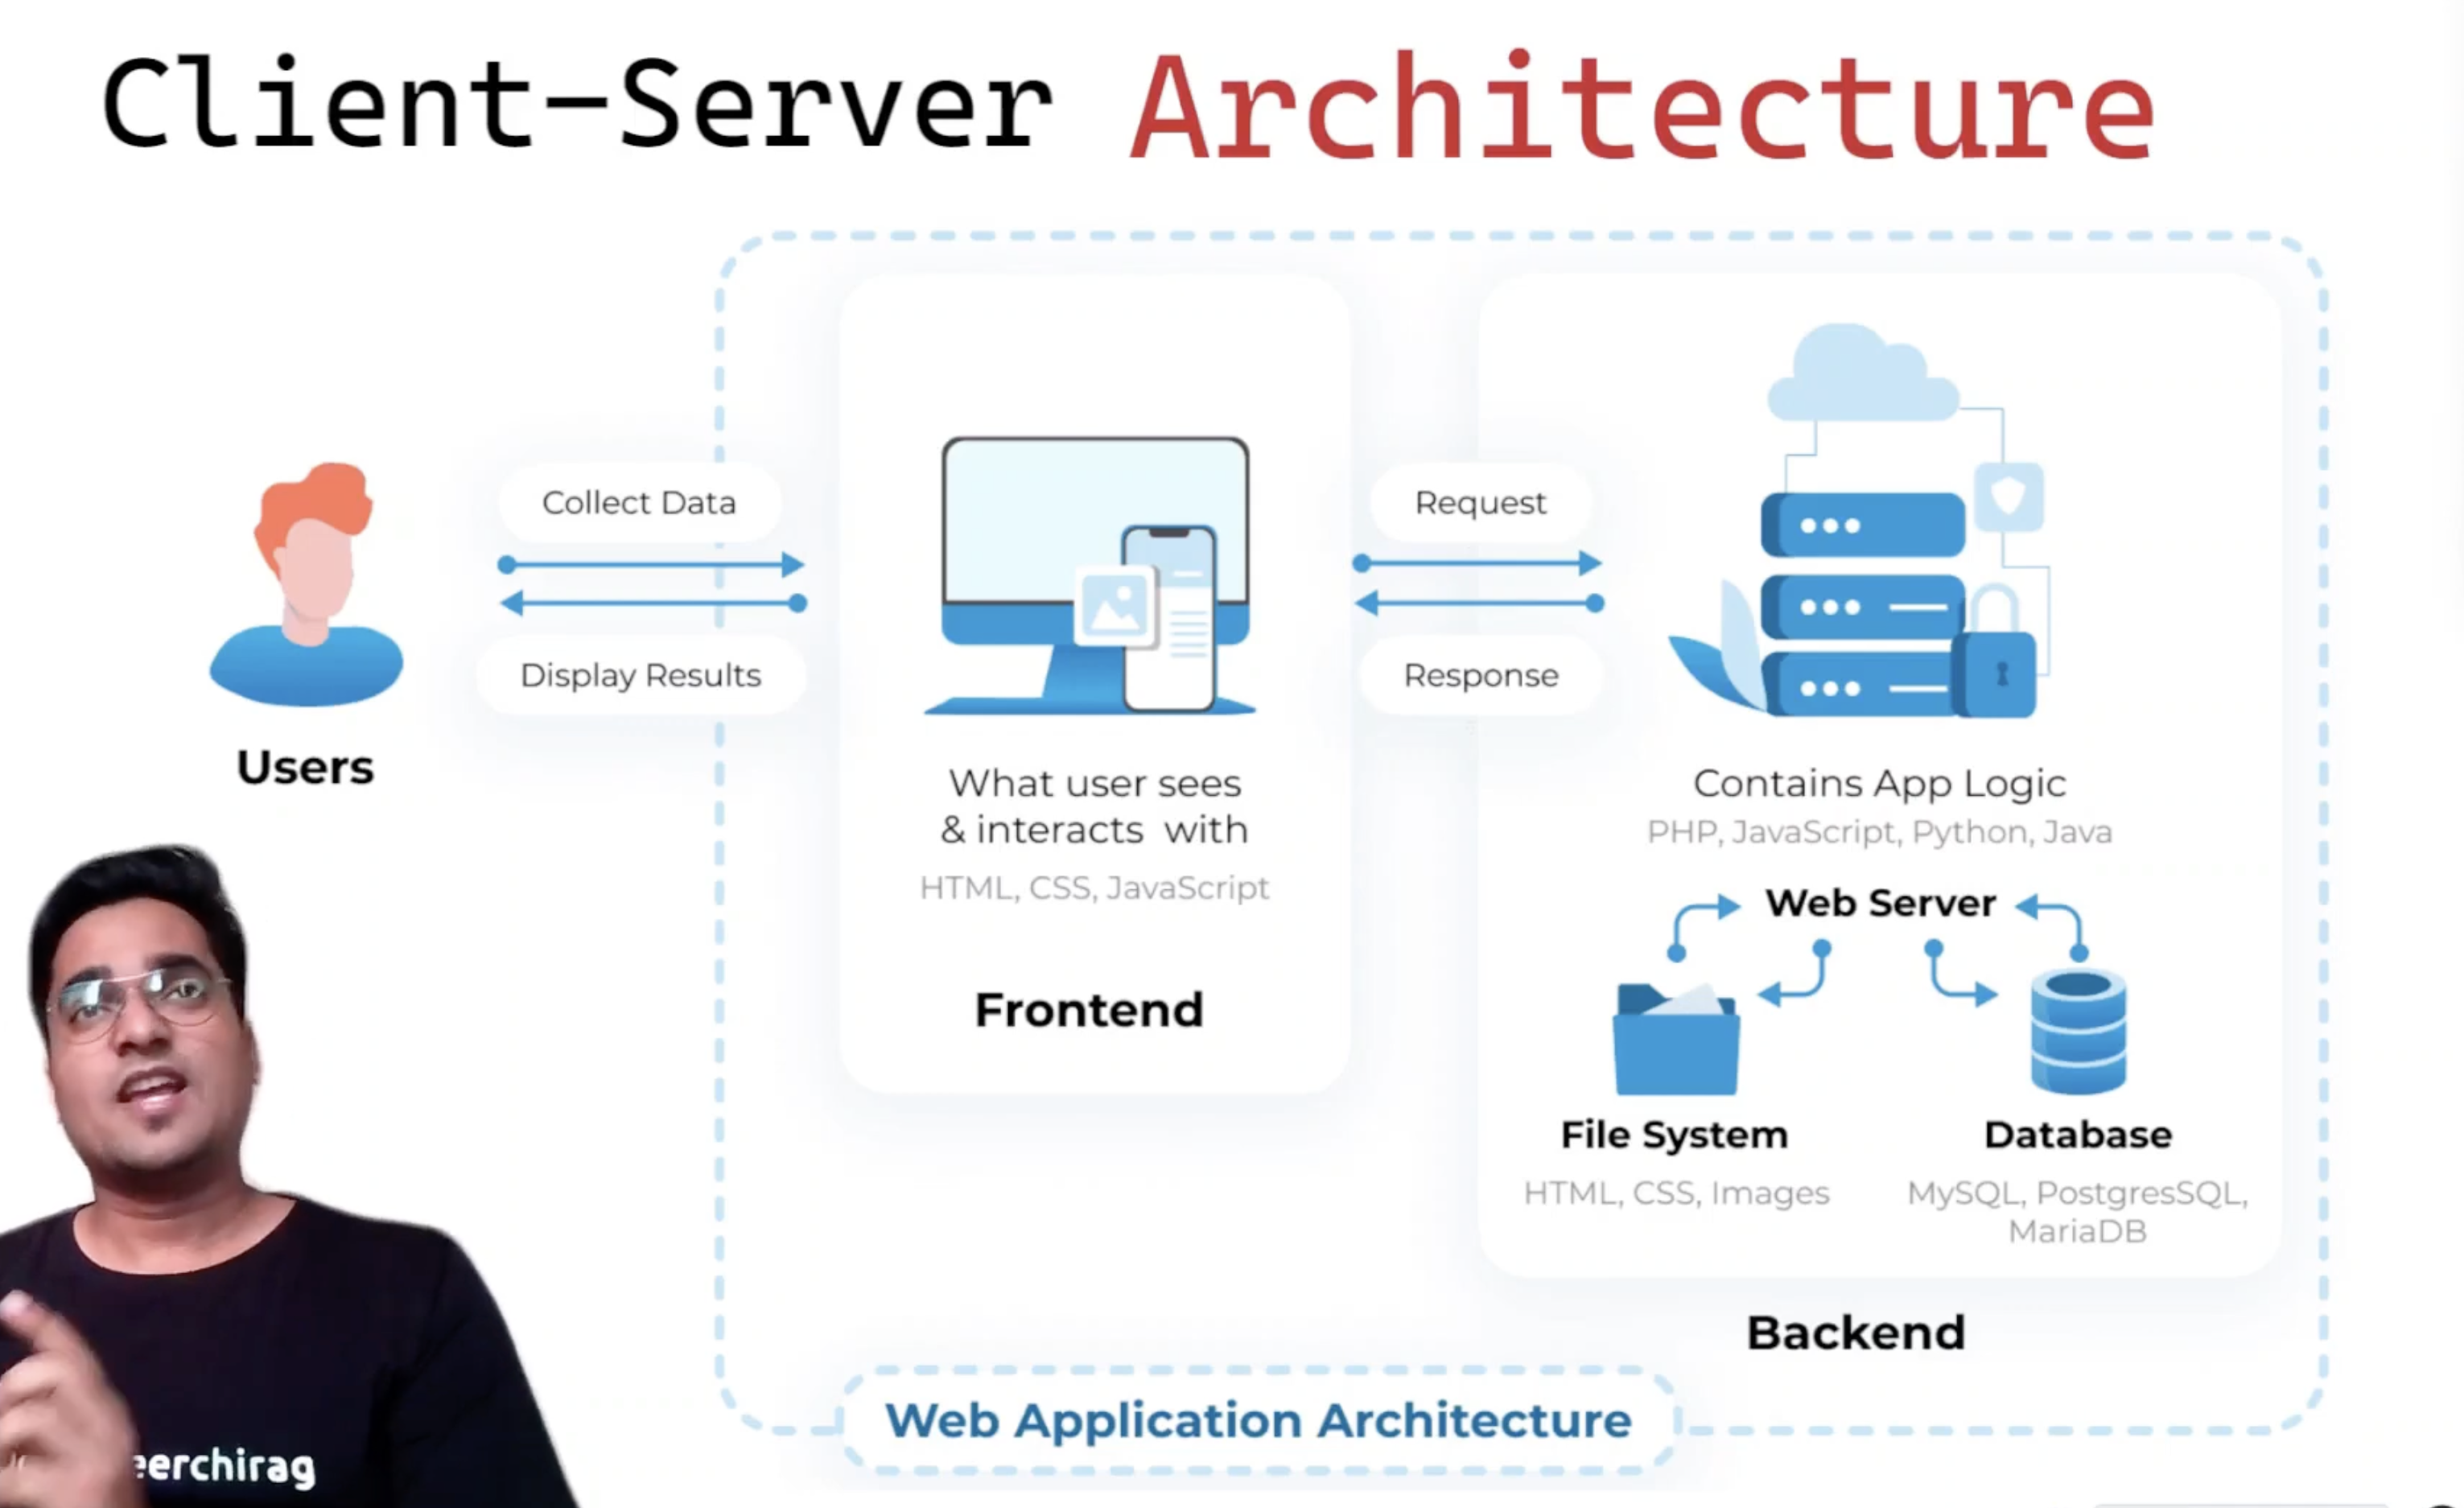 Client-Server Architecture
Collect Data
Display Results
Users
What user sees
& interacts with
HTML, CSS, JavaScript
Frontend
Request
Response
Contains App Logic
PHP, JavaScript, Python, Java
Web Server
File System
HTML, CSS, Images
Database
MySQL, PostgresSQL,
MariaDB
Backend
Web Application Architecture
eerchirag